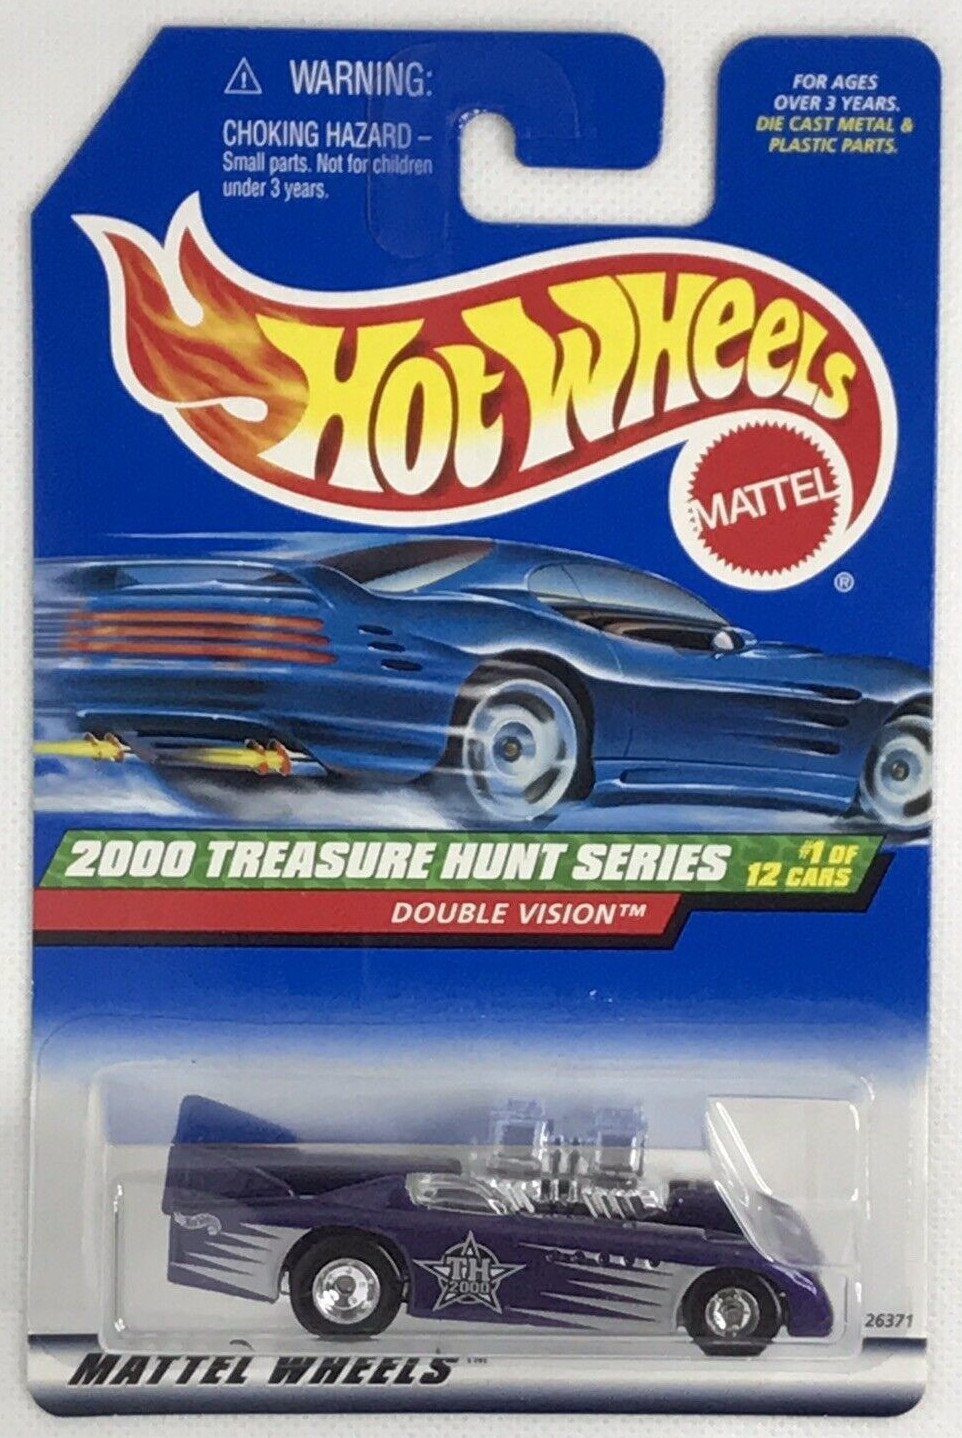 ⚠ WARNING:
CHOKING HAZARD –
Small parts. Not for children
under 3 years.
FOR AGES
OVER 3 YEARS.
DIE CAST METAL &
PLASTIC PARTS.
HOT WHEELS
MATTEL
®
2000 TREASURE HUNT SERIES
#1 OF
12 CARS
DOUBLE VISION™
TH
2000
26371
MATTEL WHEELS™